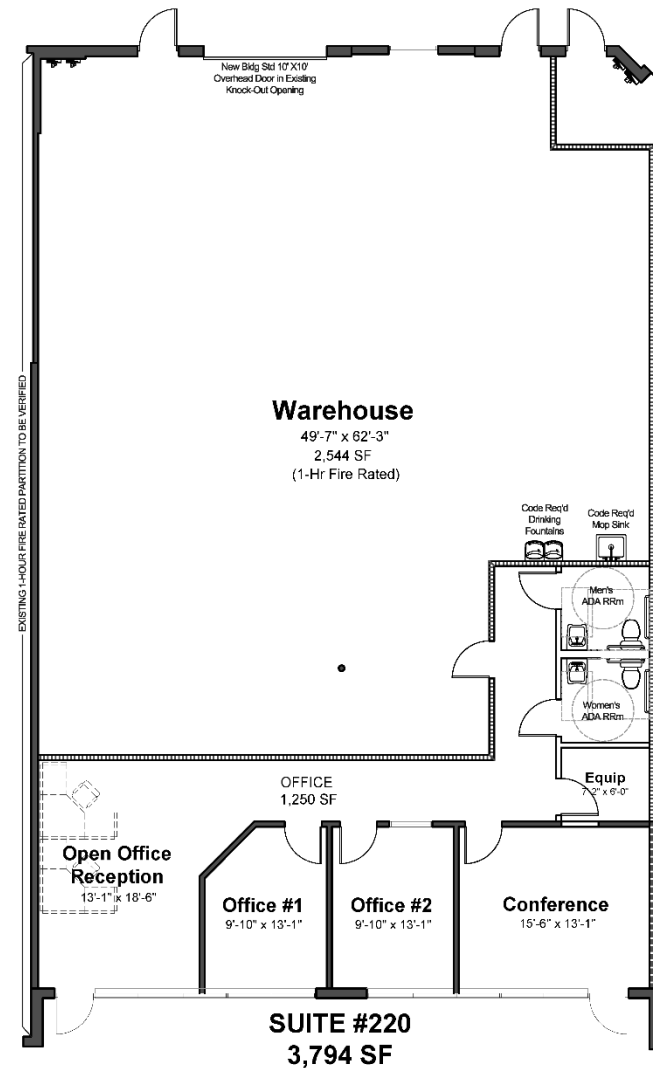 New Bldg Std 10' X10'
Overhead Door in Existing
Knock-Out Opening
EXISTING 1-HOUR FIRE RATED PARTITION TO BE VERIFIED
Warehouse
49'-7" x 62'-3"
2,544 SF
(1-Hr Fire Rated)
Code Req'd
Drinking
Fountains
Code Req'd
Mop Sink
Men's
ADA RRm
Women's
ADA RRm
Equip
7'-2" x 6'-0"
OFFICE
1,250 SF
Open Office
Reception
13'-1" x 18'-6"
Office #1
9'-10" x 13'-1"
Office #2
9'-10" x 13'-1"
Conference
15'-6" x 13'-1"
SUITE #220
3,794 SF